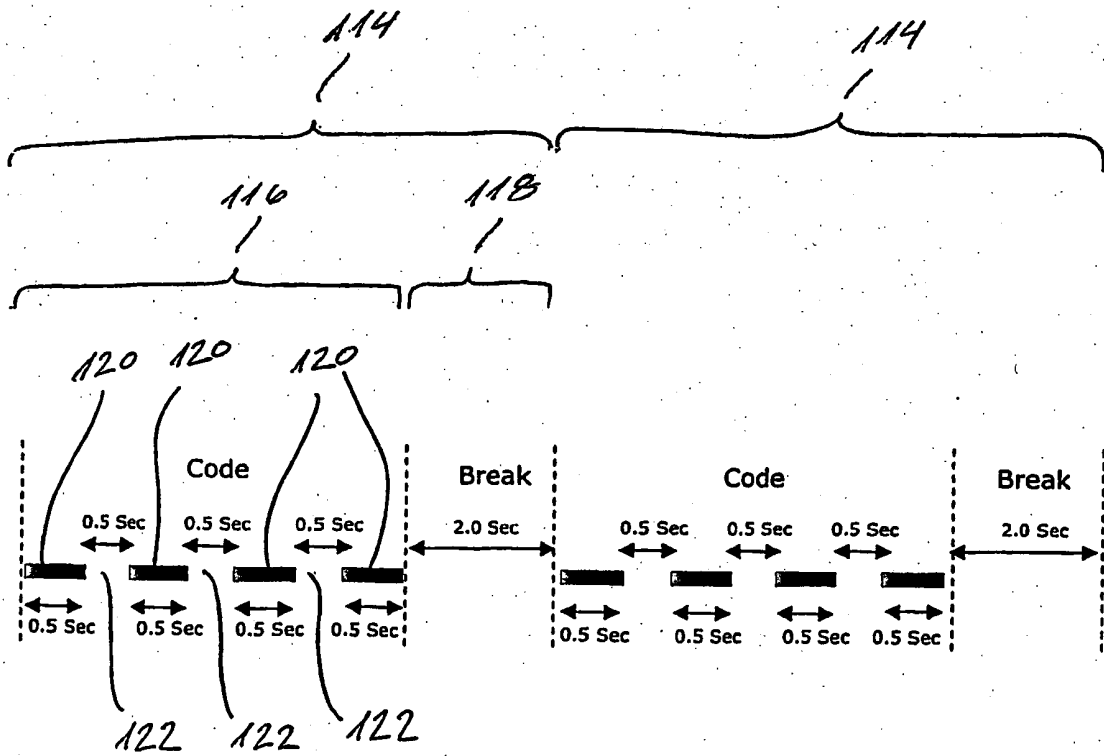 114 114
116 118
120 120 120
Code Break Code Break
0.5 Sec 0.5 Sec 0.5 Sec 2.0 Sec 0.5 Sec 0.5 Sec 0.5 Sec 2.0 Sec
0.5 Sec 0.5 Sec 0.5 Sec 0.5 Sec 0.5 Sec 0.5 Sec 0.5 Sec 0.5 Sec
122 122 122